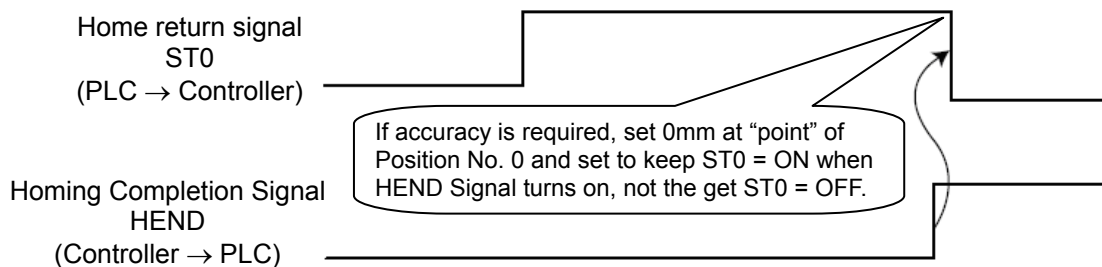 Home return signal
ST0
(PLC → Controller)
If accuracy is required, set 0mm at “point” of
Position No. 0 and set to keep ST0 = ON when
HEND Signal turns on, not the get ST0 = OFF.
Homing Completion Signal
HEND
(Controller → PLC)